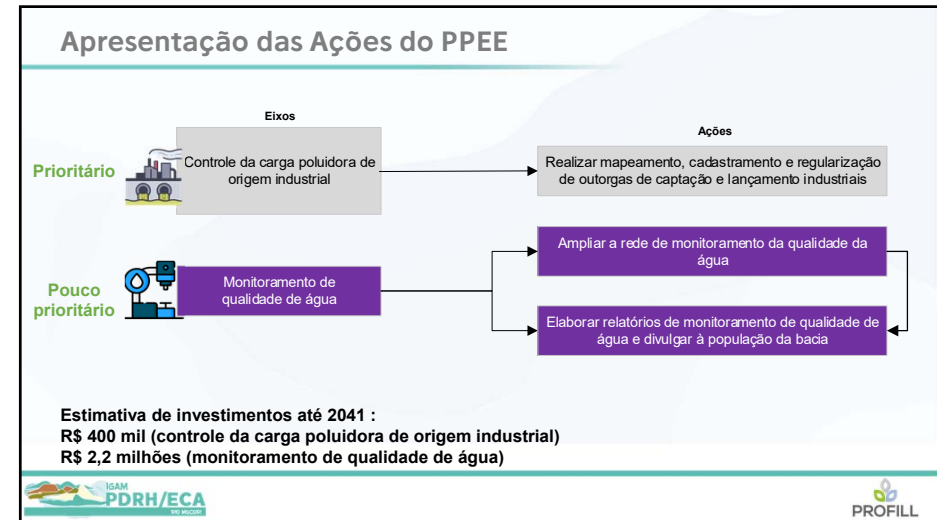 Apresentação das Ações do PPEE
Eixos
Ações
Prioritário
Controle da carga poluidora de
origem industrial
Realizar mapeamento, cadastramento e regularização
de outorgas de captação e lançamento industriais
Pouco
prioritário
Monitoramento de
qualidade de água
Ampliar a rede de monitoramento da qualidade da
água
Elaborar relatórios de monitoramento de qualidade de
água e divulgar à população da bacia
Estimativa de investimentos até 2041 :
R$ 400 mil (controle da carga poluidora de origem industrial)
R$ 2,2 milhões (monitoramento de qualidade de água)
IGAM
PDRH/ECA
RIO MUCURI
PROFILL